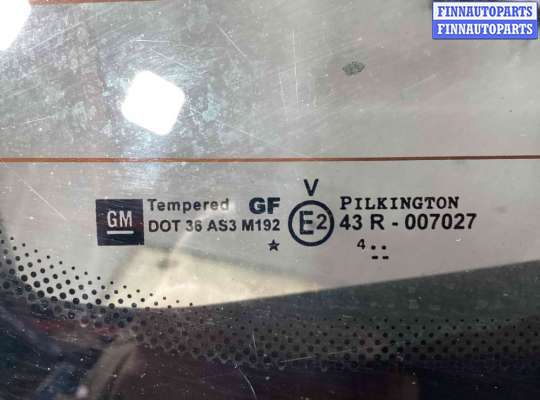 FINNAUTOPARTS
FINNAUTOPARTS
V
GM Tempered GF E2 PILKINGTON
DOT 36 AS3 M192 43 R - 007027
4